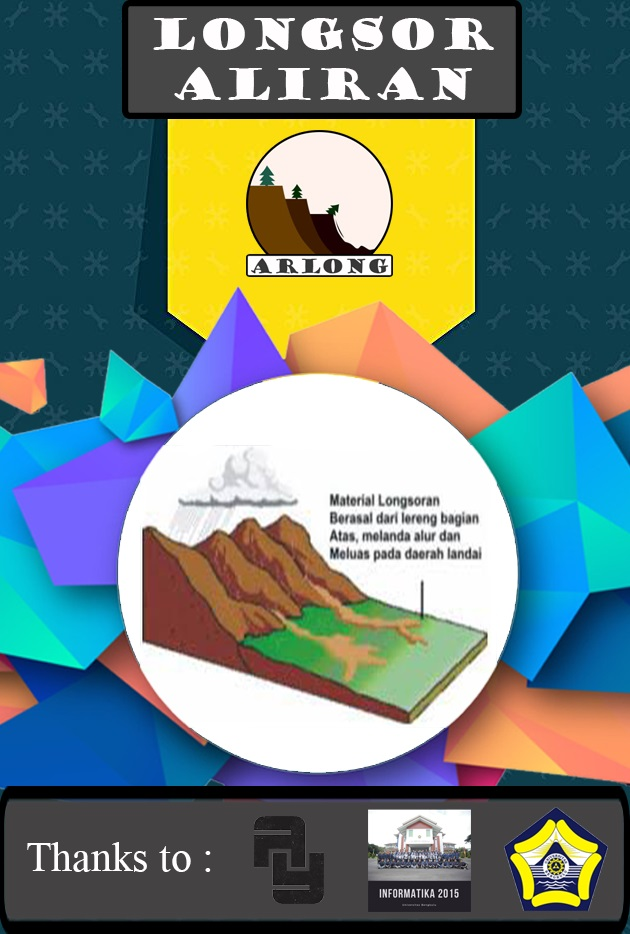 LONGSOR
ALIRAN
ARLONG
Material Longsoran
Berasal dari lereng bagian
Atas, melanda alur dan
Meluas pada daerah landai
Thanks to :
INFORMATIKA 2015